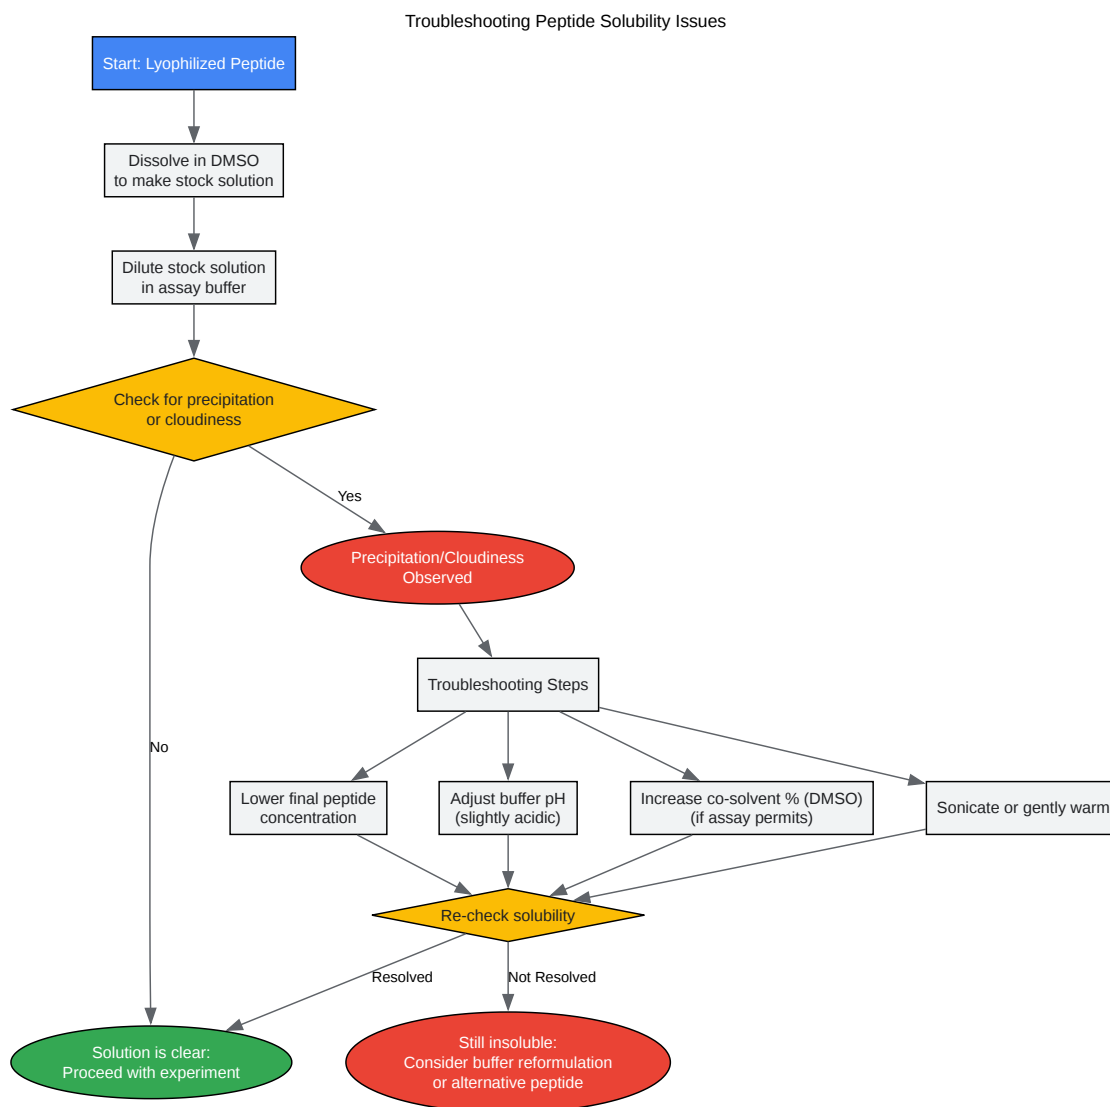 Troubleshooting Peptide Solubility Issues
Start: Lyophilized Peptide
Dissolve in DMSO
to make stock solution
Dilute stock solution
in assay buffer
Check for precipitation
or cloudiness
Yes
Precipitation/Cloudiness
Observed
Troubleshooting Steps
No
Lower final peptide
concentration
Adjust buffer pH
(slightly acidic)
Increase co-solvent % (DMSO)
(if assay permits)
Sonicate or gently warm
Re-check solubility
Resolved
Not Resolved
Solution is clear:
Proceed with experiment
Still insoluble:
Consider buffer reformulation
or alternative peptide